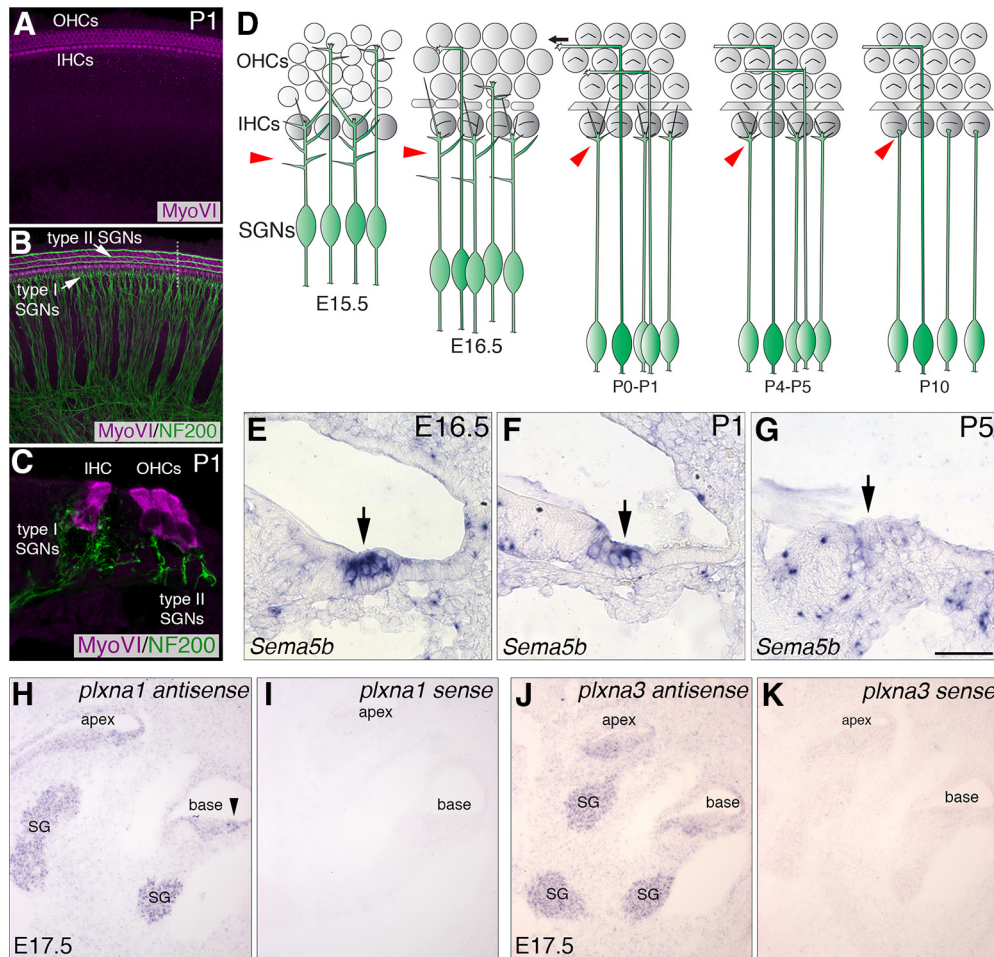 A
OHCs
P1
IHCs
MyoVI
B
type II SGNs
type I
SGNs
MyoVI/NF200
C
IHC
OHCs
P1
type I
SGNs
type II
SGNs
MyoVI/NF200
D
OHCs
IHCs
SGNs
E15.5
E16.5
P0-P1
P4-P5
P10
E
E16.5
Sema5b
F
P1
Sema5b
G
P5
Sema5b
H
plxna1 antisense
apex
base
SG
SG
E17.5
I
plxna1 sense
apex
base
J
plxna3 antisense
apex
SG
base
SG
SG
E17.5
K
plxna3 sense
apex
base